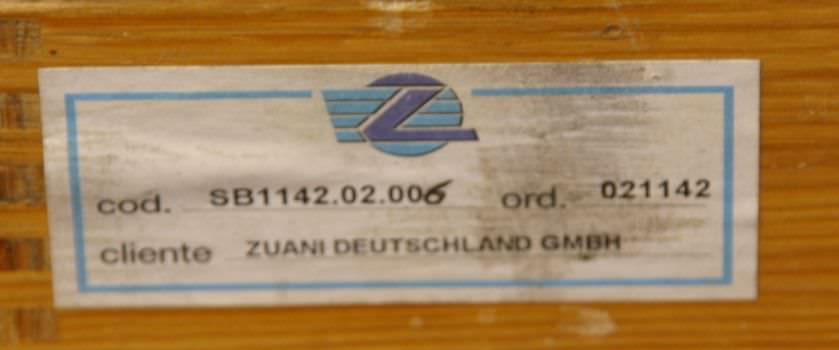 Z
cod. SB1142.02.006 ord. 021142
cliente ZUANI DEUTSCHLAND GMBH